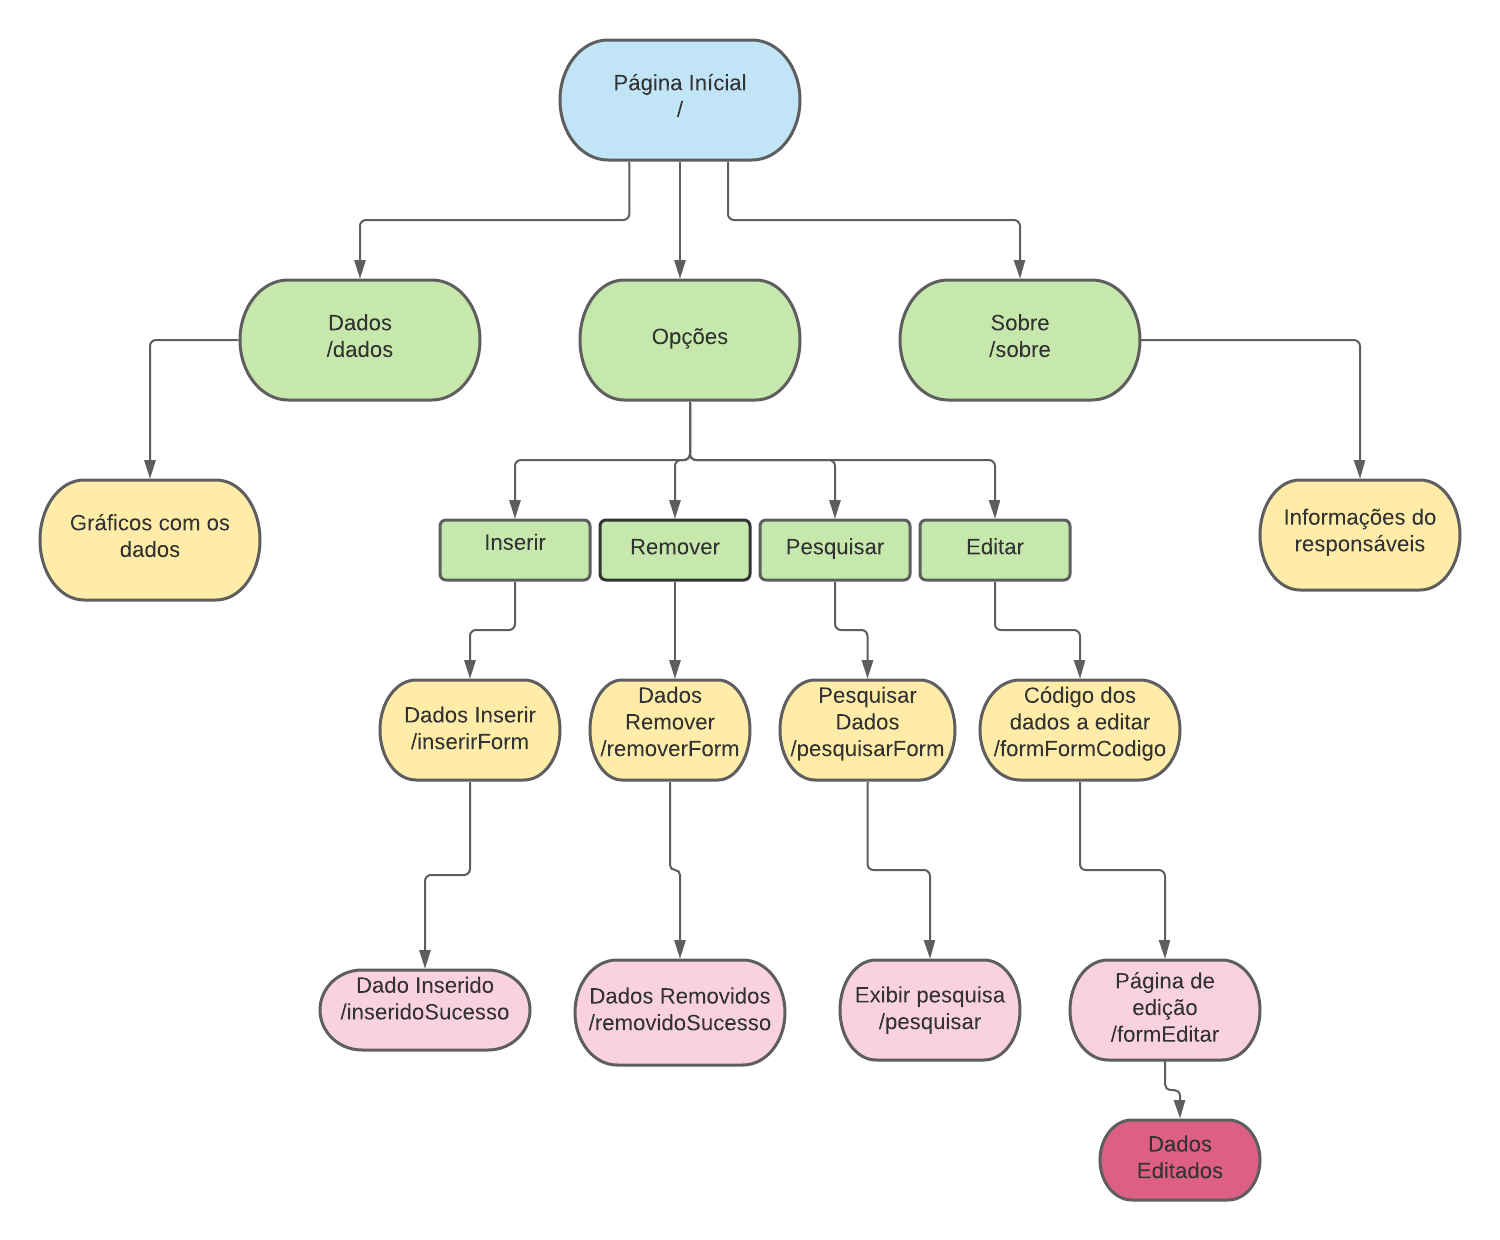 Página Inícial
/
Dados
/dados
Opções
Sobre
/sobre
Gráficos com os
dados
Informações do
responsáveis
Inserir
Remover
Pesquisar
Editar
Dados Inserir
/inserirForm
Dados
Remover
/removerForm
Pesquisar
Dados
/pesquisarForm
Código dos
dados a editar
/formFormCodigo
Dado Inserido
/inseridoSucesso
Dados Removidos
/removidoSucesso
Exibir pesquisa
/pesquisar
Página de
edição
/formEditar
Dados
Editados